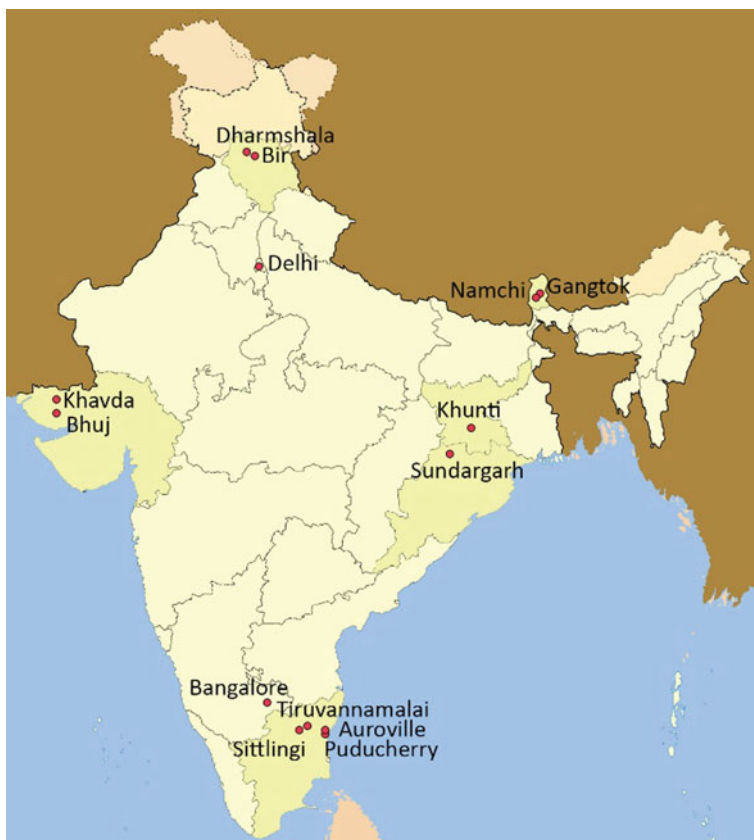 Dharmshala
Bir
Delhi
Namchi
Gangtok
Khavda
Bhuj
Khunti
Sundargarh
Bangalore
Tiruvannamalai
Auroville
Sittlingi
Puducherry